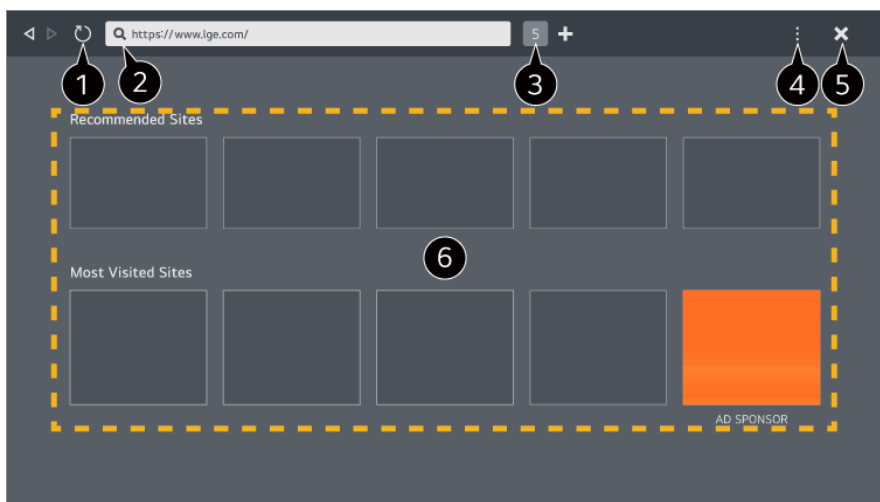 https://www.lge.com/ 5
1 2 3 4 5
Recommended Sites
6
Most Visited Sites
AD SPONSOR